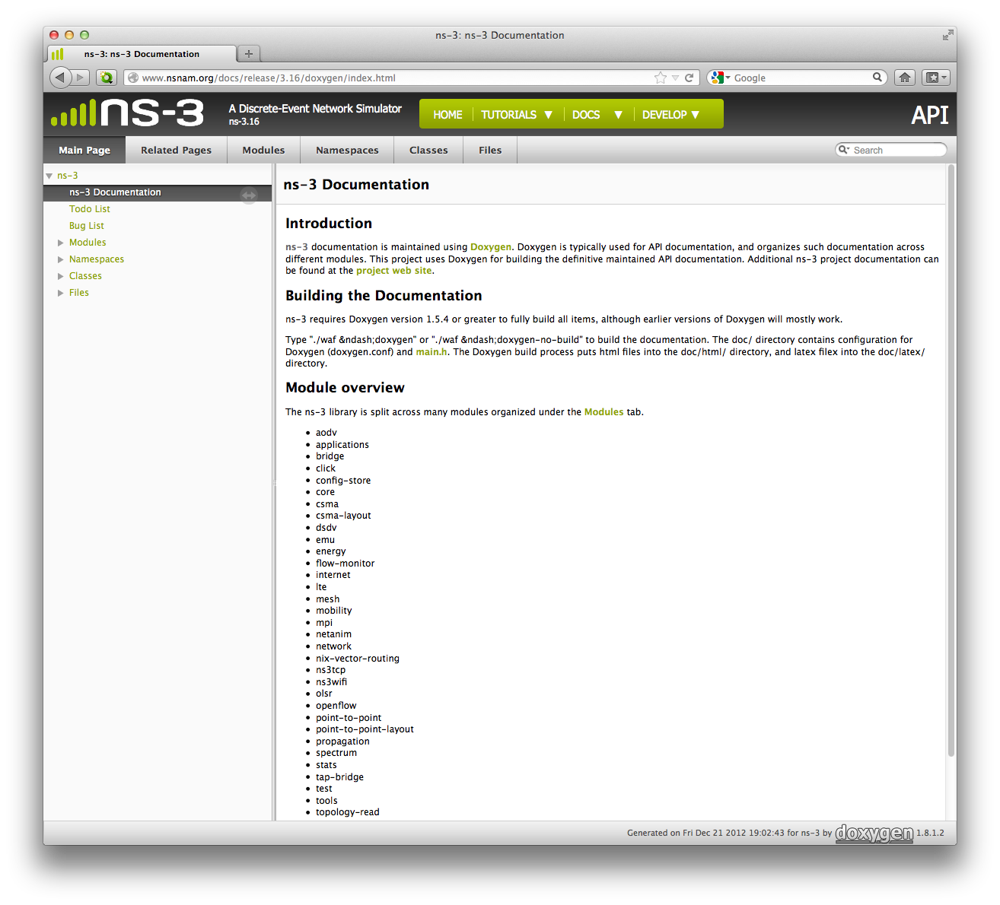 ns-3: ns-3 Documentation
ns-3: ns-3 Documentation
www.nsnam.org/docs/release/3.16/doxygen/index.html
Google
ns-3
A Discrete-Event Network Simulator
ns-3.16
HOME TUTORIALS ▼ DOCS ▼ DEVELOP ▼
API
Main Page Related Pages Modules Namespaces Classes Files
Search
ns-3
ns-3 Documentation
Todo List
Bug List
Modules
Namespaces
Classes
Files
ns-3 Documentation
Introduction
ns-3 documentation is maintained using Doxygen. Doxygen is typically used for API documentation, and organizes such documentation across
different modules. This project uses Doxygen for building the definitive maintained API documentation. Additional ns-3 project documentation can
be found at the project web site.
Building the Documentation
ns-3 requires Doxygen version 1.5.4 or greater to fully build all items, although earlier versions of Doxygen will mostly work.
Type "./waf &ndash;doxygen" or "./waf &ndash;doxygen-no-build" to build the documentation. The doc/ directory contains configuration for
Doxygen (doxygen.conf) and main.h. The Doxygen build process puts html files into the doc/html/ directory, and latex filex into the doc/latex/
directory.
Module overview
The ns-3 library is split across many modules organized under the Modules tab.
• aodv
• applications
• bridge
• click
• config-store
• core
• csma
• csma-layout
• dsdv
• emu
• energy
• flow-monitor
• internet
• lte
• mesh
• mobility
• mpi
• netanim
• network
• nix-vector-routing
• ns3tcp
• ns3wifi
• olsr
• openflow
• point-to-point
• point-to-point-layout
• propagation
• spectrum
• stats
• tap-bridge
• test
• tools
• topology-read
Generated on Fri Dec 21 2012 19:02:43 for ns-3 by doxygen 1.8.1.2